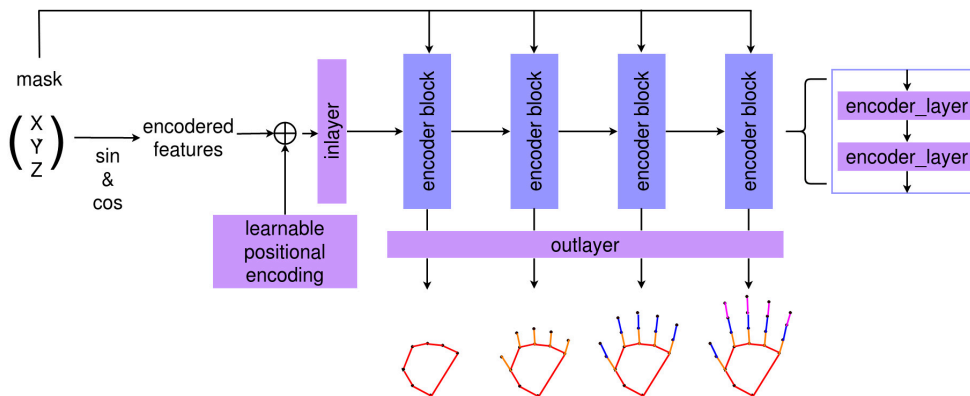 mask
X
Y
Z
sin
&
cos
encodered
features
learnable
positional
encoding
inlayer
encoder block
encoder block
encoder block
encoder block
outlayer
encoder_layer
encoder_layer